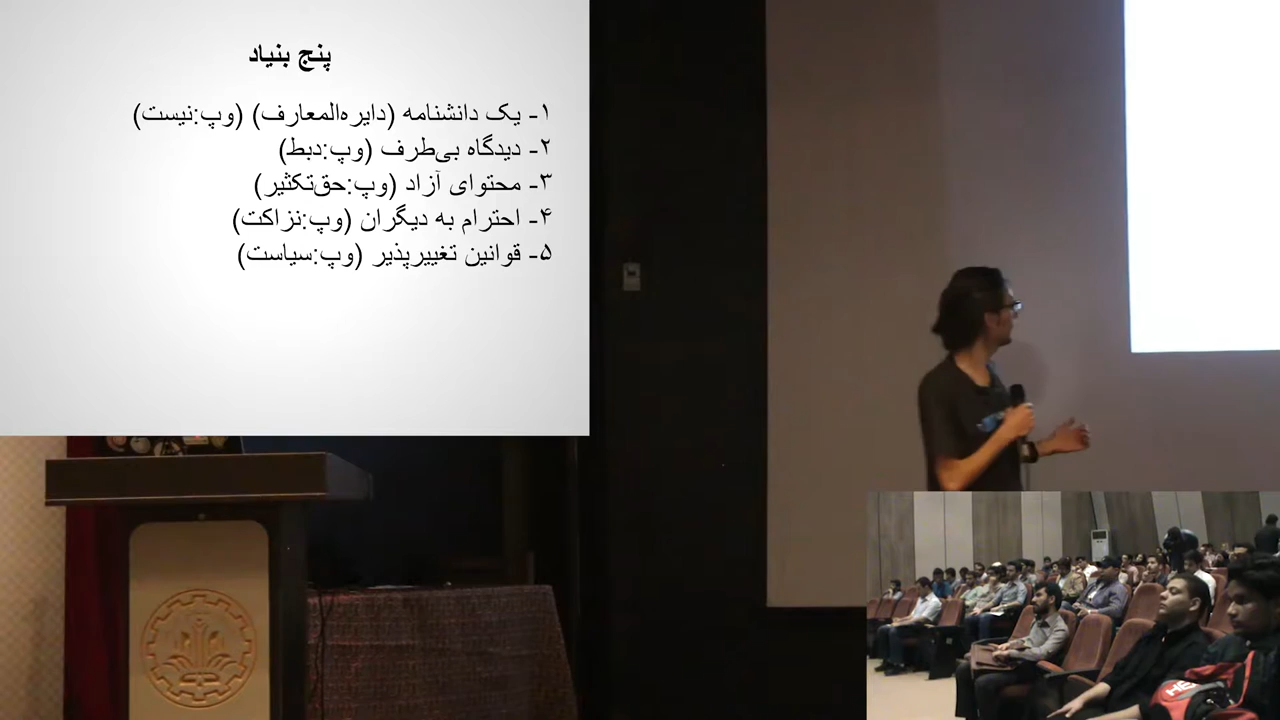 پنج بنیاد
۱- یک دانشنامه (دایره‌المعارف) (وپ:نیست)
۲- دیدگاه بی‌طرف (وپ:دبط)
۳- محتوای آزاد (وپ:حق‌تکثیر)
۴- احترام به دیگران (وپ:نزاکت)
۵- قوانین تغییرپذیر (وپ:سیاست)